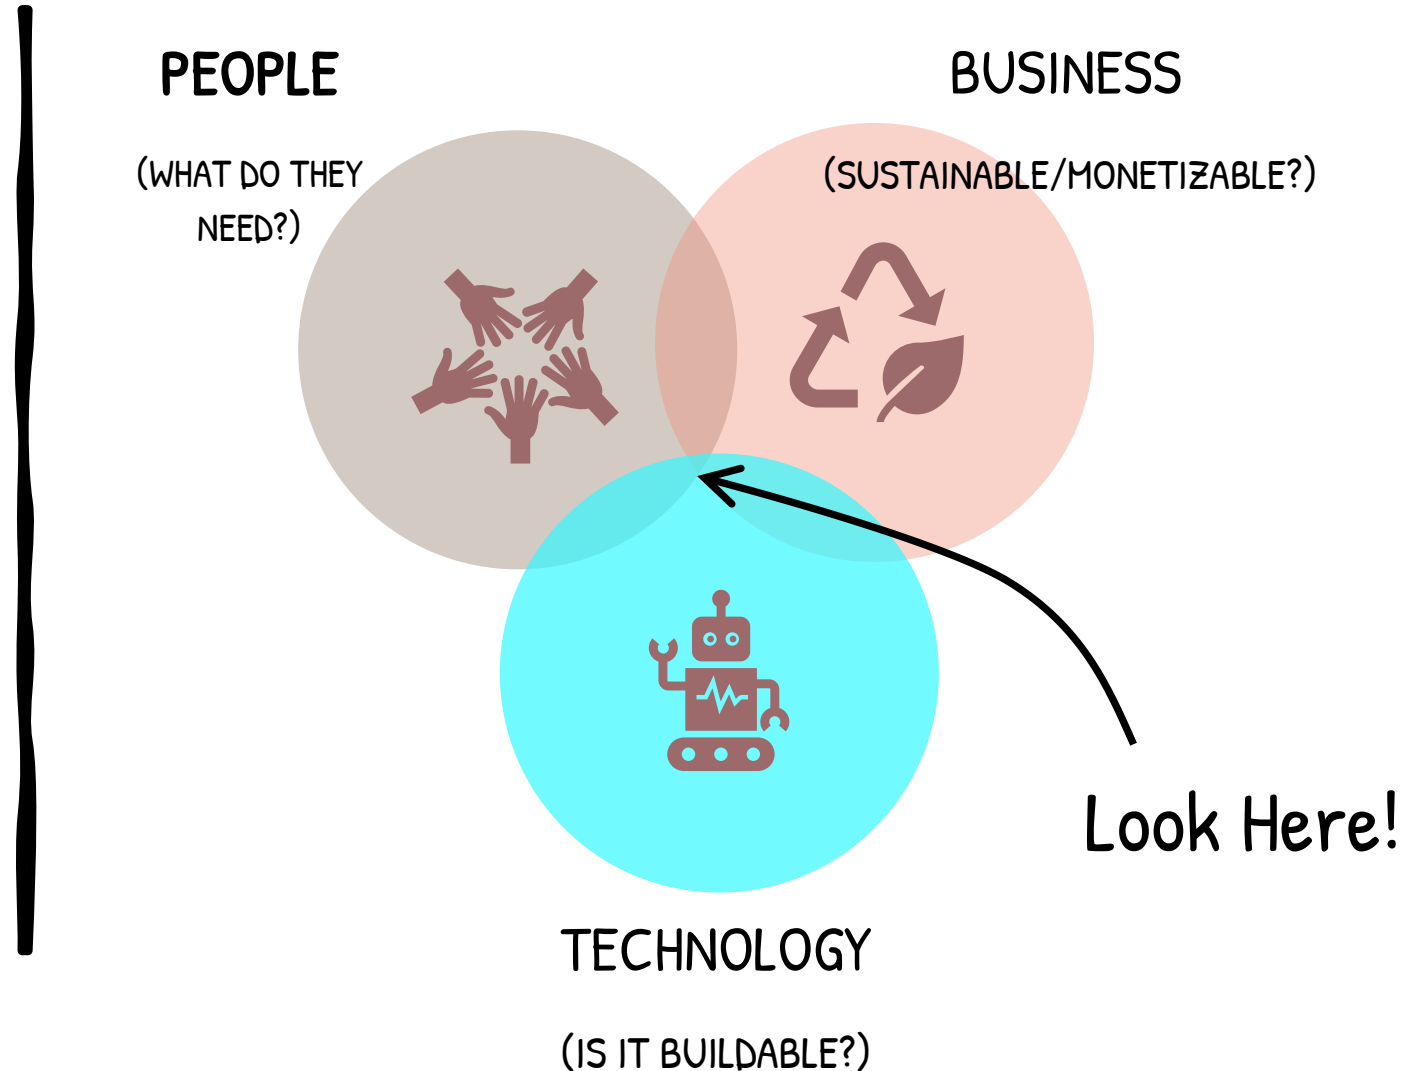 PEOPLE
(WHAT DO THEY
NEED?)
BUSINESS
(SUSTAINABLE/MONETIZABLE?)
Look Here!
TECHNOLOGY
(IS IT BUILDABLE?)